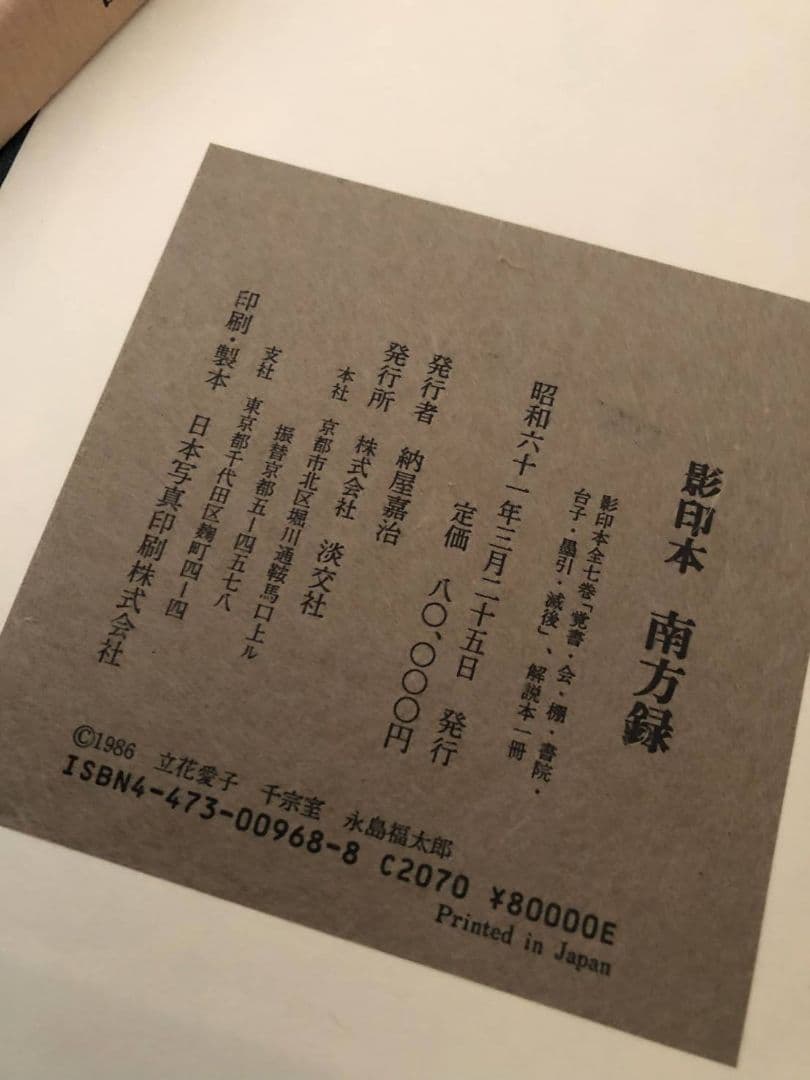 影印本　南方録
影印本全七巻「覚書・会・棚・書院・
台子・墨引・滅後」、解説本一冊
昭和六十一年三月二十五日　発行
定価　八〇、〇〇〇円
発行者　納屋嘉治
発行所　株式会社　淡交社
本社　京都市北区堀川通鞍馬口上ル
振替京都五ー四五七八
支社　東京都千代田区麹町四ー四
印刷・製本　日本写真印刷株式会社
©1986　立花愛子　千宗室　永島福太郎
ISBN4-473-00968-8 C2070 ¥80000E
Printed in Japan